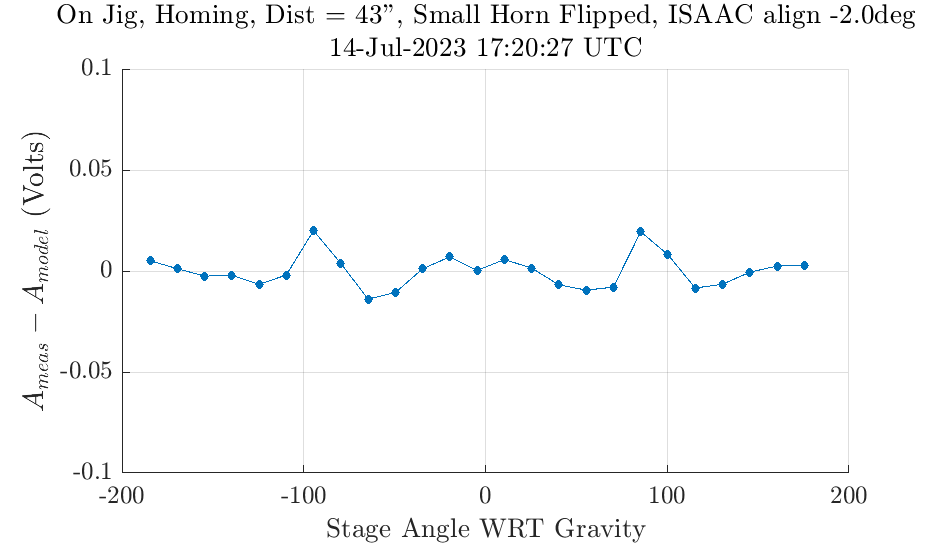 On Jig, Homing, Dist = 43”, Small Horn Flipped, ISAAC align -2.0deg
14-Jul-2023 17:20:27 UTC
0.1
0.05
0
-0.05
-0.1
A_meas − A_model (Volts)
-200
-100
0
100
200
Stage Angle WRT Gravity